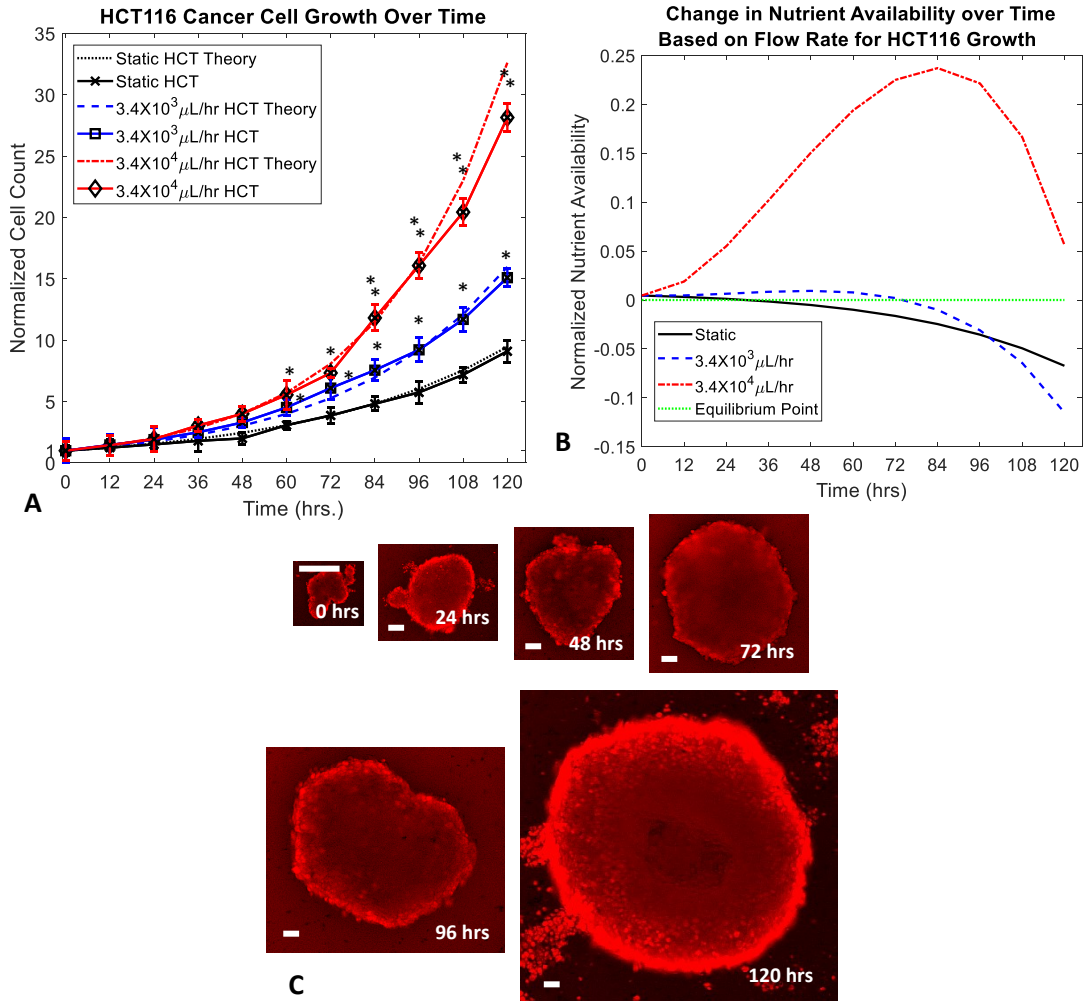 HCT116 Cancer Cell Growth Over Time
35
30
25
20
15
10
5
1
0
Normalized Cell Count
Static HCT Theory
Static HCT
3.4X10³μL/hr HCT Theory
3.4X10³μL/hr HCT
3.4X10⁴μL/hr HCT Theory
3.4X10⁴μL/hr HCT
0 12 24 36 48 60 72 84 96 108 120
Time (hrs.)
A
Change in Nutrient Availability over Time
Based on Flow Rate for HCT116 Growth
0.25
0.2
0.15
0.1
0.05
0
-0.05
-0.1
-0.15
Normalized Nutrient Availability
Static
3.4X10³μL/hr
3.4X10⁴μL/hr
Equilibrium Point
0 12 24 36 48 60 72 84 96 108 120
Time (hrs)
B
0 hrs
24 hrs
48 hrs
72 hrs
96 hrs
120 hrs
C